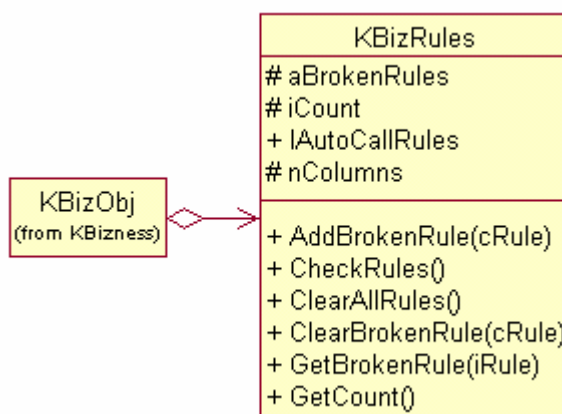 KBizRules
# aBrokenRules
# iCount
+ lAutoCallRules
# nColumns
KBizObj
(from KBizness)
+ AddBrokenRule(cRule)
+ CheckRules()
+ ClearAllRules()
+ ClearBrokenRule(cRule)
+ GetBrokenRule(iRule)
+ GetCount()